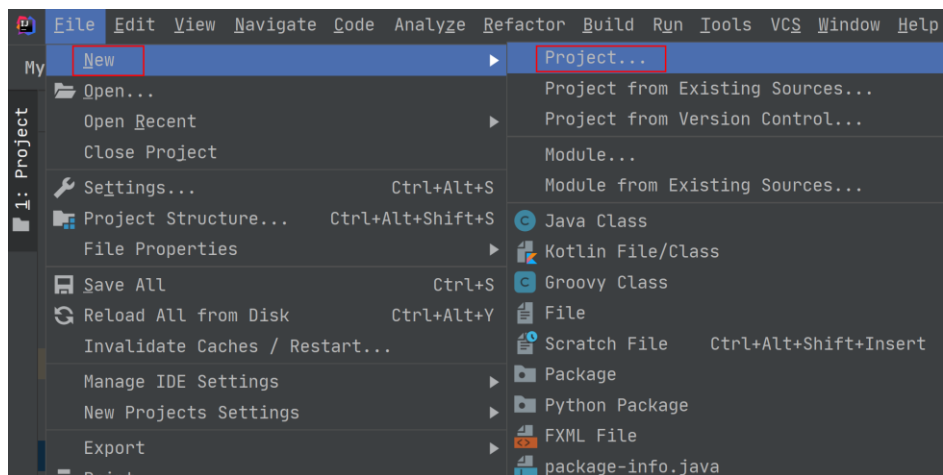 File Edit View Navigate Code Analyze Refactor Build Run Tools VCS Window Help
My
1: Project
New
Open...
Open Recent
Close Project
Settings... Ctrl+Alt+S
Project Structure... Ctrl+Alt+Shift+S
File Properties
Save All Ctrl+S
Reload All from Disk Ctrl+Alt+Y
Invalidate Caches / Restart...
Manage IDE Settings
New Projects Settings
Export
Project...
Project from Existing Sources...
Project from Version Control...
Module...
Module from Existing Sources...
Java Class
Kotlin File/Class
Groovy Class
File
Scratch File Ctrl+Alt+Shift+Insert
Package
Python Package
FXML File
package-info.java